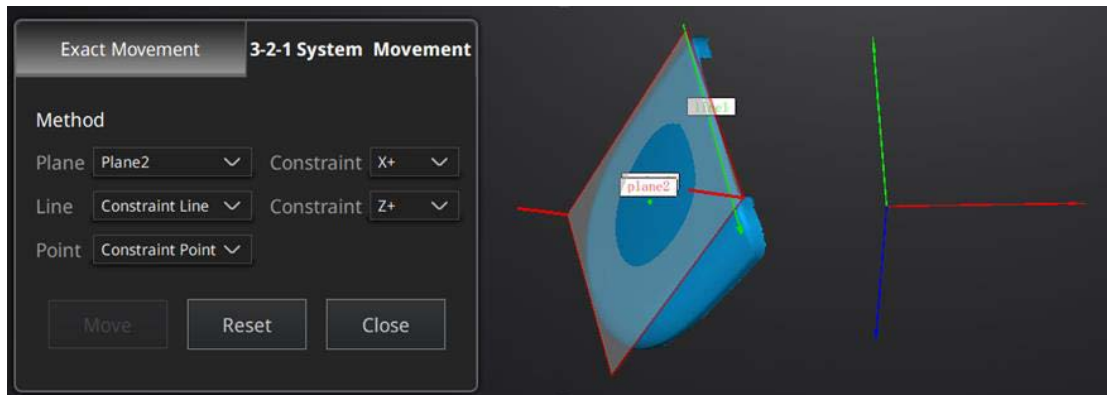 Exact Movement
3-2-1 System Movement
Method
Plane Plane2 Constraint X+
Line Constraint Line Constraint Z+
Point Constraint Point
Move Reset Close
line1
plane2